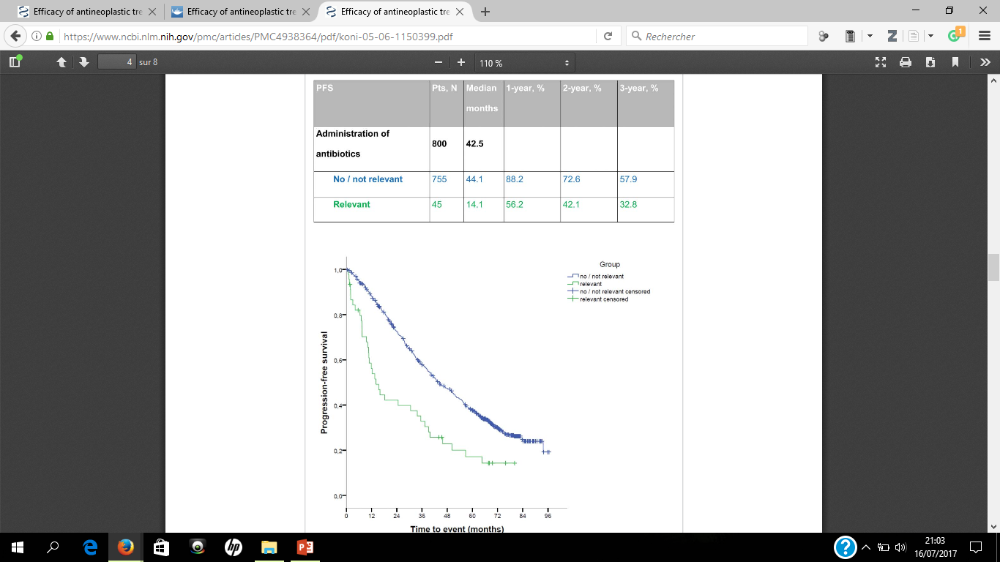 Efficacy of antineoplastic tre
Efficacy of antineoplastic tre
Efficacy of antineoplastic tre
https://www.ncbi.nlm.nih.gov/pmc/articles/PMC4938364/pdf/koni-05-06-1150399.pdf
Rechercher
1
4 sur 8
110 %
PFS Pts, N Median months 1-year, % 2-year, % 3-year, %
Administration of antibiotics 800 42.5
No / not relevant 755 44.1 88.2 72.6 57.9
Relevant 45 14.1 56.2 42.1 32.8
Group
no / not relevant
relevant
no / not relevant censored
relevant censored
Progression-free survival
1,0
0,8
0,6
0,4
0,2
0,0
0 12 24 36 48 60 72 84 96
Time to event (months)
21:03
16/07/2017